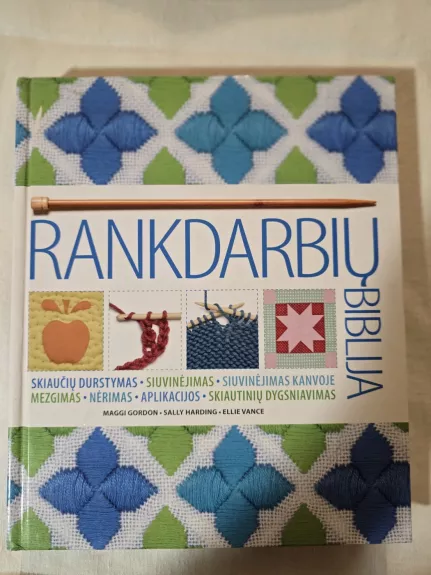 RANKDARBIŲ
BIBLIJA
SKIAUČIŲ DURSTYMAS • SIUVINĖJIMAS • SIUVINĖJIMAS KANVOJE
MEZGIMAS • NĖRIMAS • APLIKACIJOS • SKIAUTINIŲ DYGSNIAVIMAS
MAGGI GORDON • SALLY HARDING • ELLIE VANCE